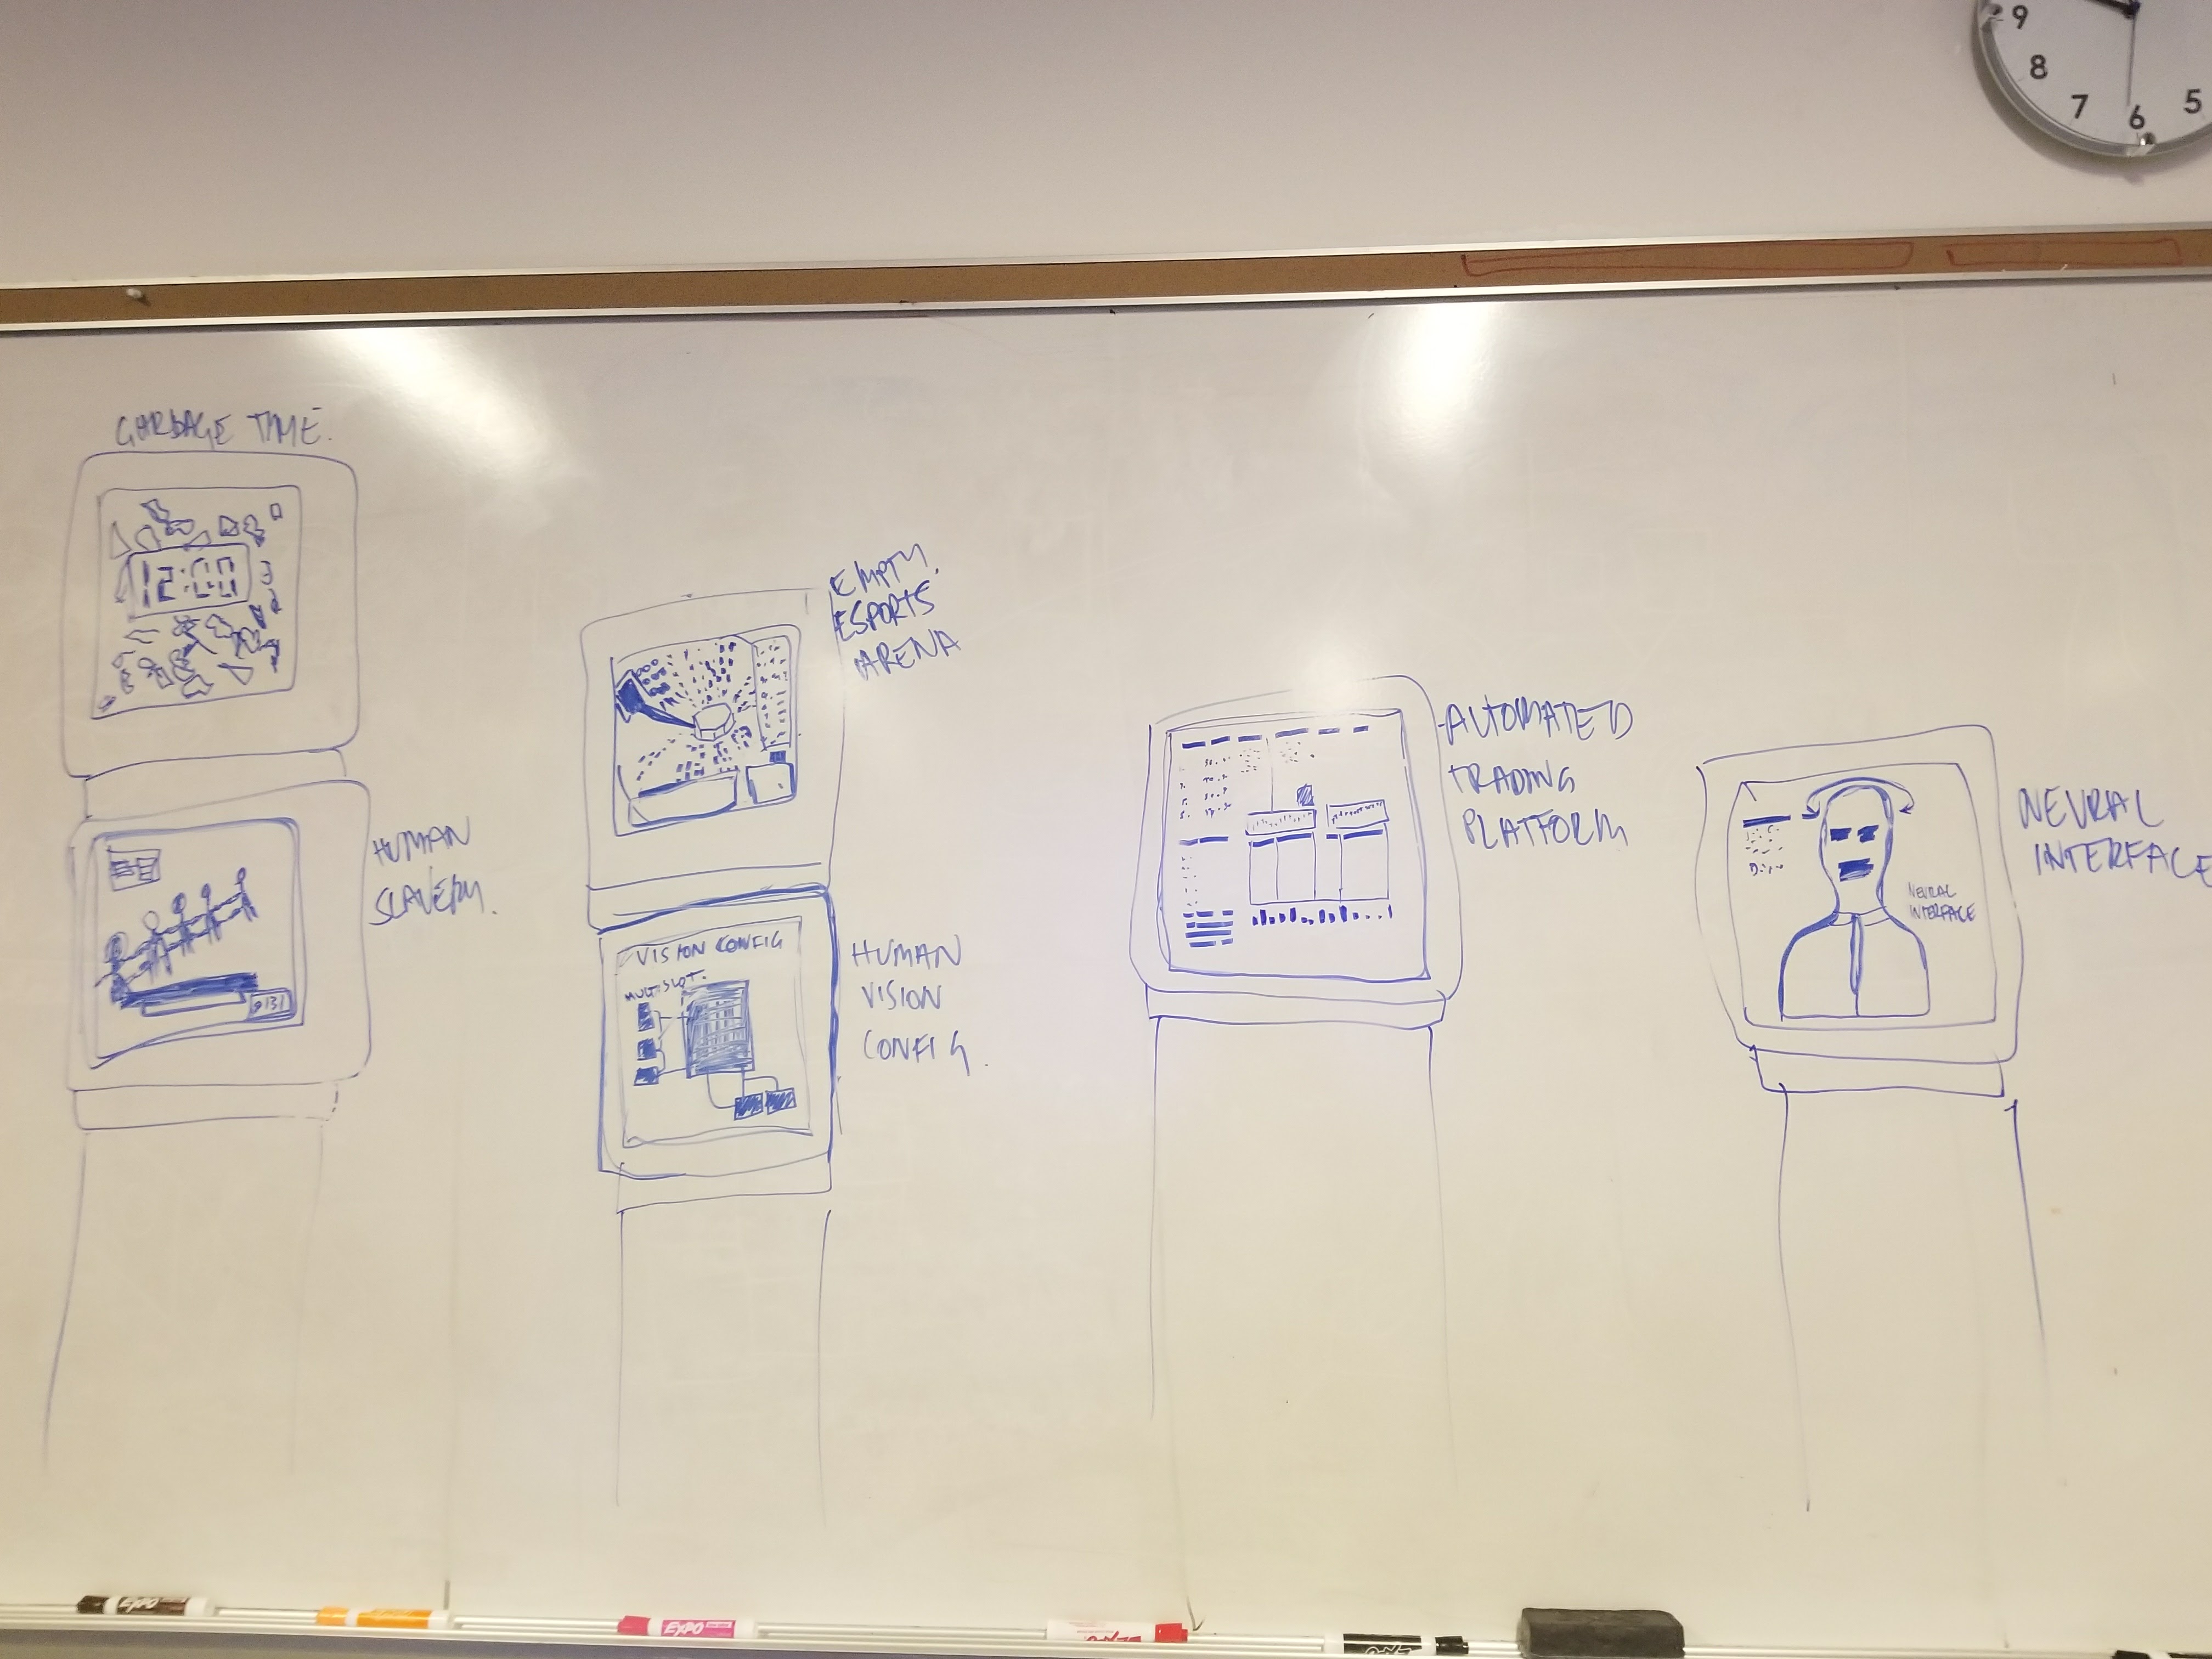 9
8
7
6
5
GARBAGE TIME.
12:00
HUMAN
SLAVERY.
EMPTY.
ESPORTS
ARENA
VISION CONFIG
MULTISLOT.
HUMAN
VISION
CONFIG.
AUTOMATED
TRADING
PLATFORM
NEURAL
INTERFACE
NEURAL
INTERFACE
EXPO
EXPO